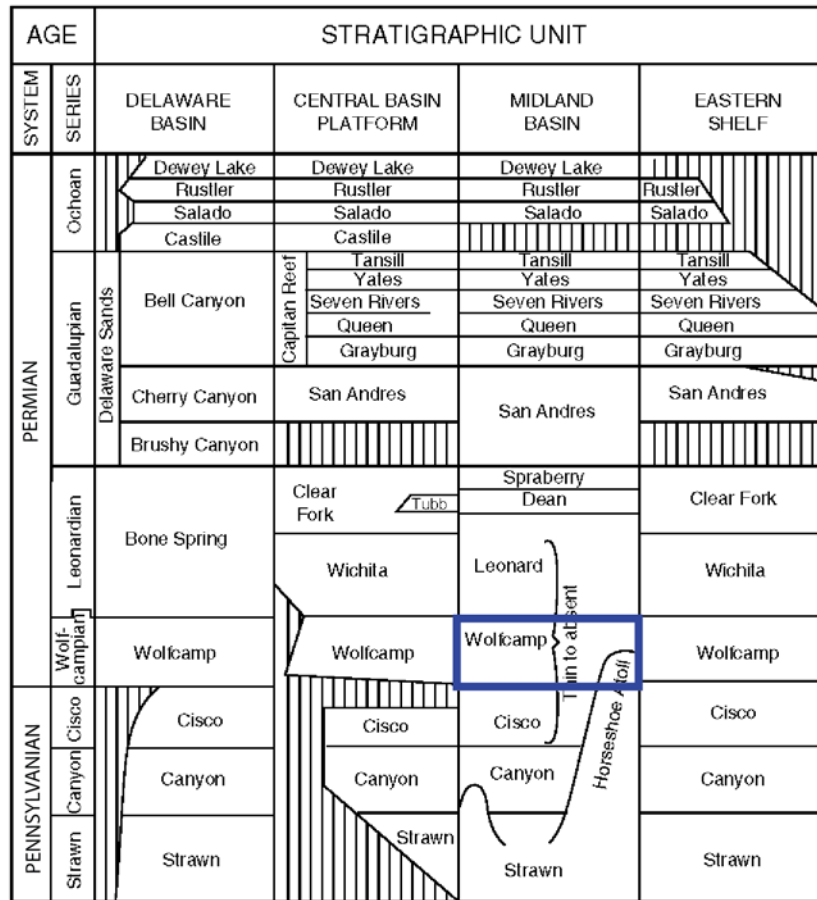 AGE
STRATIGRAPHIC UNIT
SYSTEM
SERIES
DELAWARE BASIN
CENTRAL BASIN PLATFORM
MIDLAND BASIN
EASTERN SHELF
PERMIAN
Ochoan
Dewey Lake
Dewey Lake
Dewey Lake
Rustler
Rustler
Rustler
Rustler
Salado
Salado
Salado
Salado
Castile
Castile
Guadalupian
Delaware Sands
Bell Canyon
Capitan Reef
Tansill
Tansill
Tansill
Yates
Yates
Yates
Seven Rivers
Seven Rivers
Seven Rivers
Queen
Queen
Queen
Grayburg
Grayburg
Grayburg
Cherry Canyon
San Andres
San Andres
San Andres
Brushy Canyon
Leonardian
Bone Spring
Clear Fork
Tubb
Spraberry
Dean
Clear Fork
Wichita
Leonard
Wichita
Wolf-
campian
Wolfcamp
Wolfcamp
Wolfcamp
Thin to absent
Wolfcamp
Horseshoe Atoll
PENNSYLVANIAN
Cisco
Cisco
Cisco
Cisco
Cisco
Canyon
Canyon
Canyon
Canyon
Canyon
Strawn
Strawn
Strawn
Strawn
Strawn